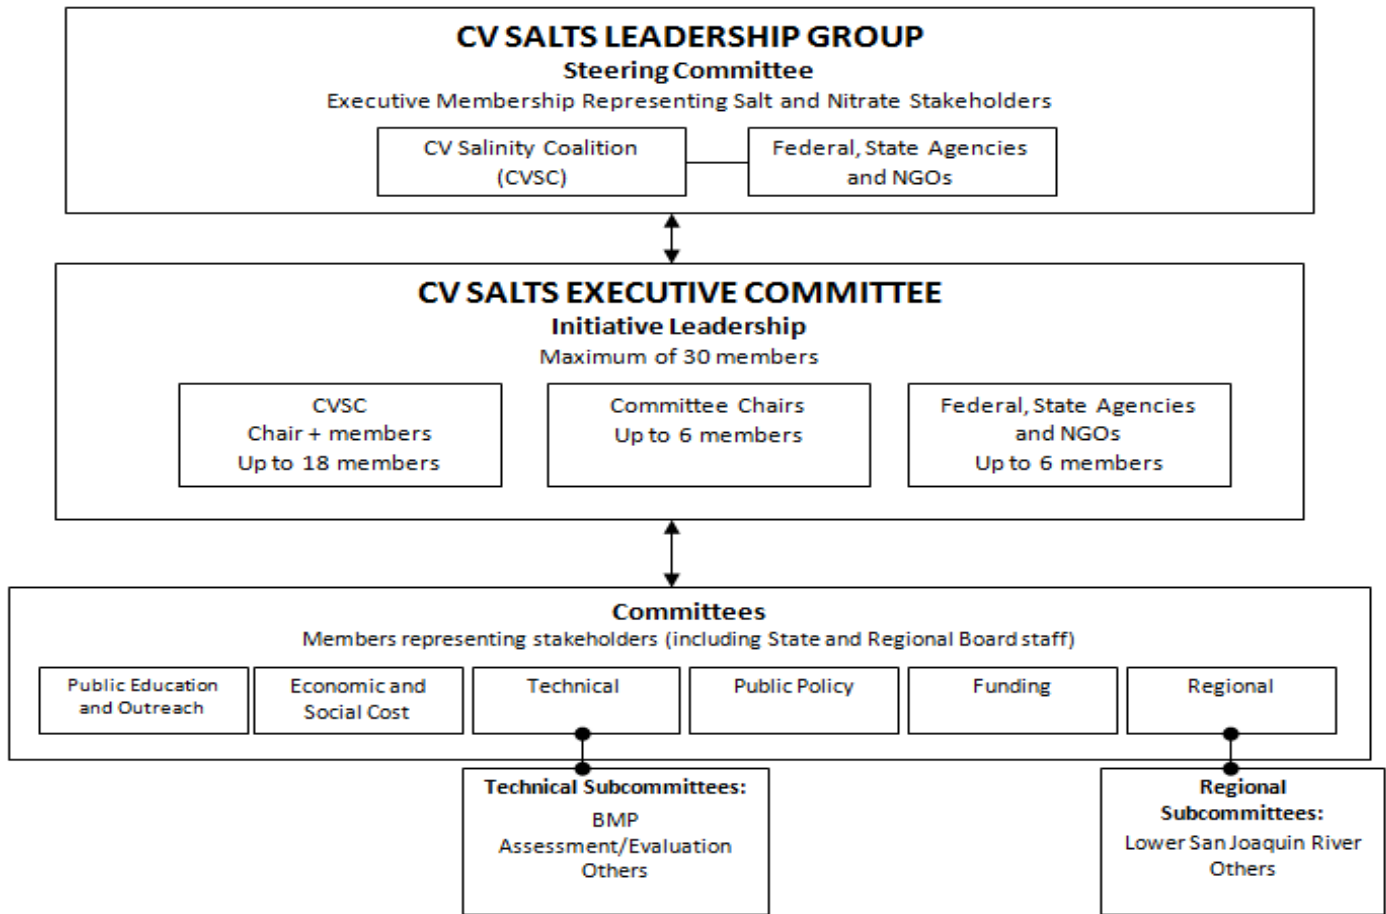 CV SALTS LEADERSHIP GROUP
Steering Committee
Executive Membership Representing Salt and Nitrate Stakeholders
CV Salinity Coalition
(CVSC)
Federal, State Agencies
and NGOs
CV SALTS EXECUTIVE COMMITTEE
Initiative Leadership
Maximum of 30 members
CVSC
Chair + members
Up to 18 members
Committee Chairs
Up to 6 members
Federal, State Agencies
and NGOs
Up to 6 members
Committees
Members representing stakeholders (including State and Regional Board staff)
Public Education
and Outreach
Economic and
Social Cost
Technical
Public Policy
Funding
Regional
Technical Subcommittees:
BMP
Assessment/Evaluation
Others
Regional
Subcommittees:
Lower San Joaquin River
Others